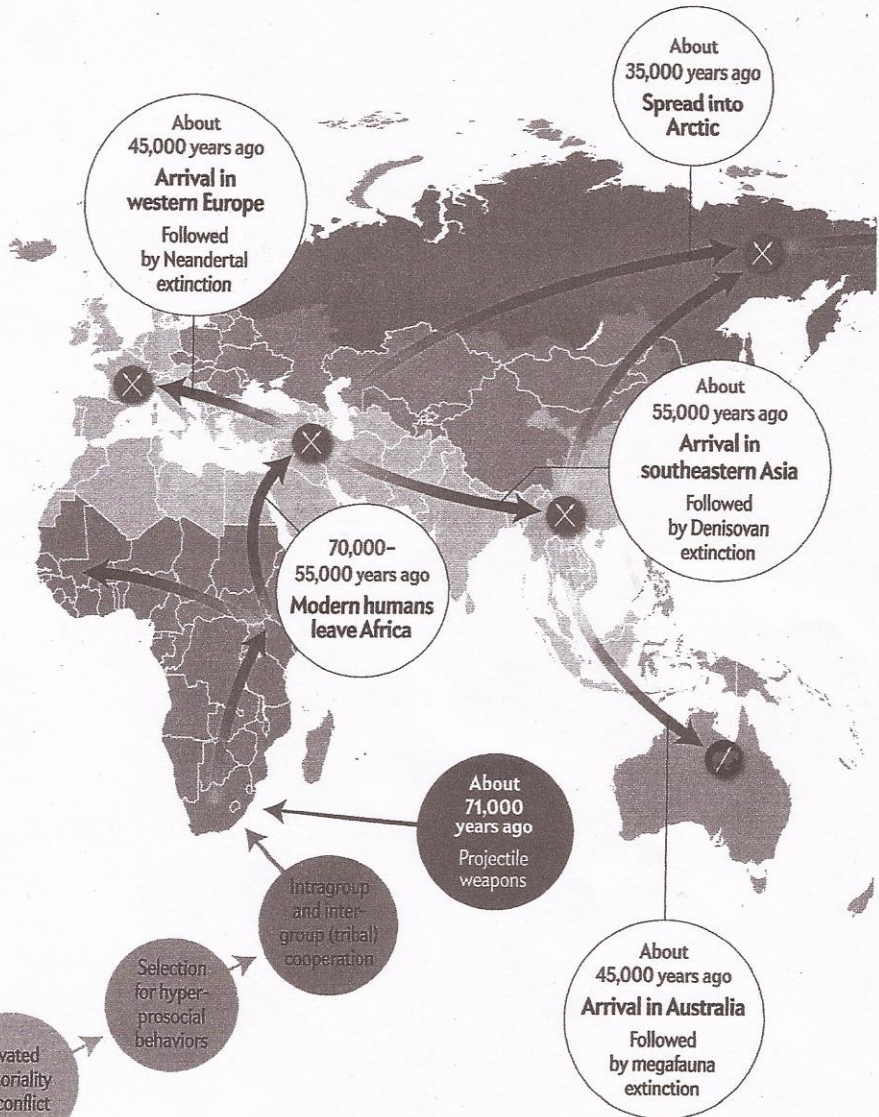 About
35,000 years ago
Spread into
Arctic
About
45,000 years ago
Arrival in
western Europe
Followed
by Neandertal
extinction
About
55,000 years ago
Arrival in
southeastern Asia
Followed
by Denisovan
extinction
70,000–
55,000 years ago
Modern humans
leave Africa
About
71,000
years ago
Projectile
weapons
Intragroup
and inter-
group (tribal)
cooperation
Selection
for hyper-
prosocial
behaviors
vated
oriality
conflict
About
45,000 years ago
Arrival in Australia
Followed
by megafauna
extinction